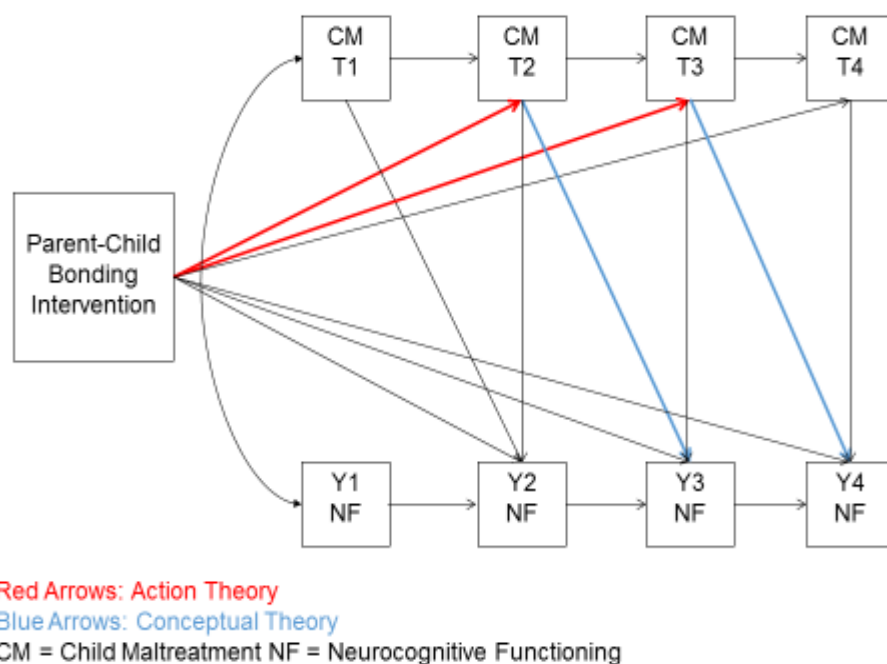 CM
T1
CM
T2
CM
T3
CM
T4
Parent-Child
Bonding
Intervention
Y1
NF
Y2
NF
Y3
NF
Y4
NF
Red Arrows: Action Theory
Blue Arrows: Conceptual Theory
CM = Child Maltreatment NF = Neurocognitive Functioning